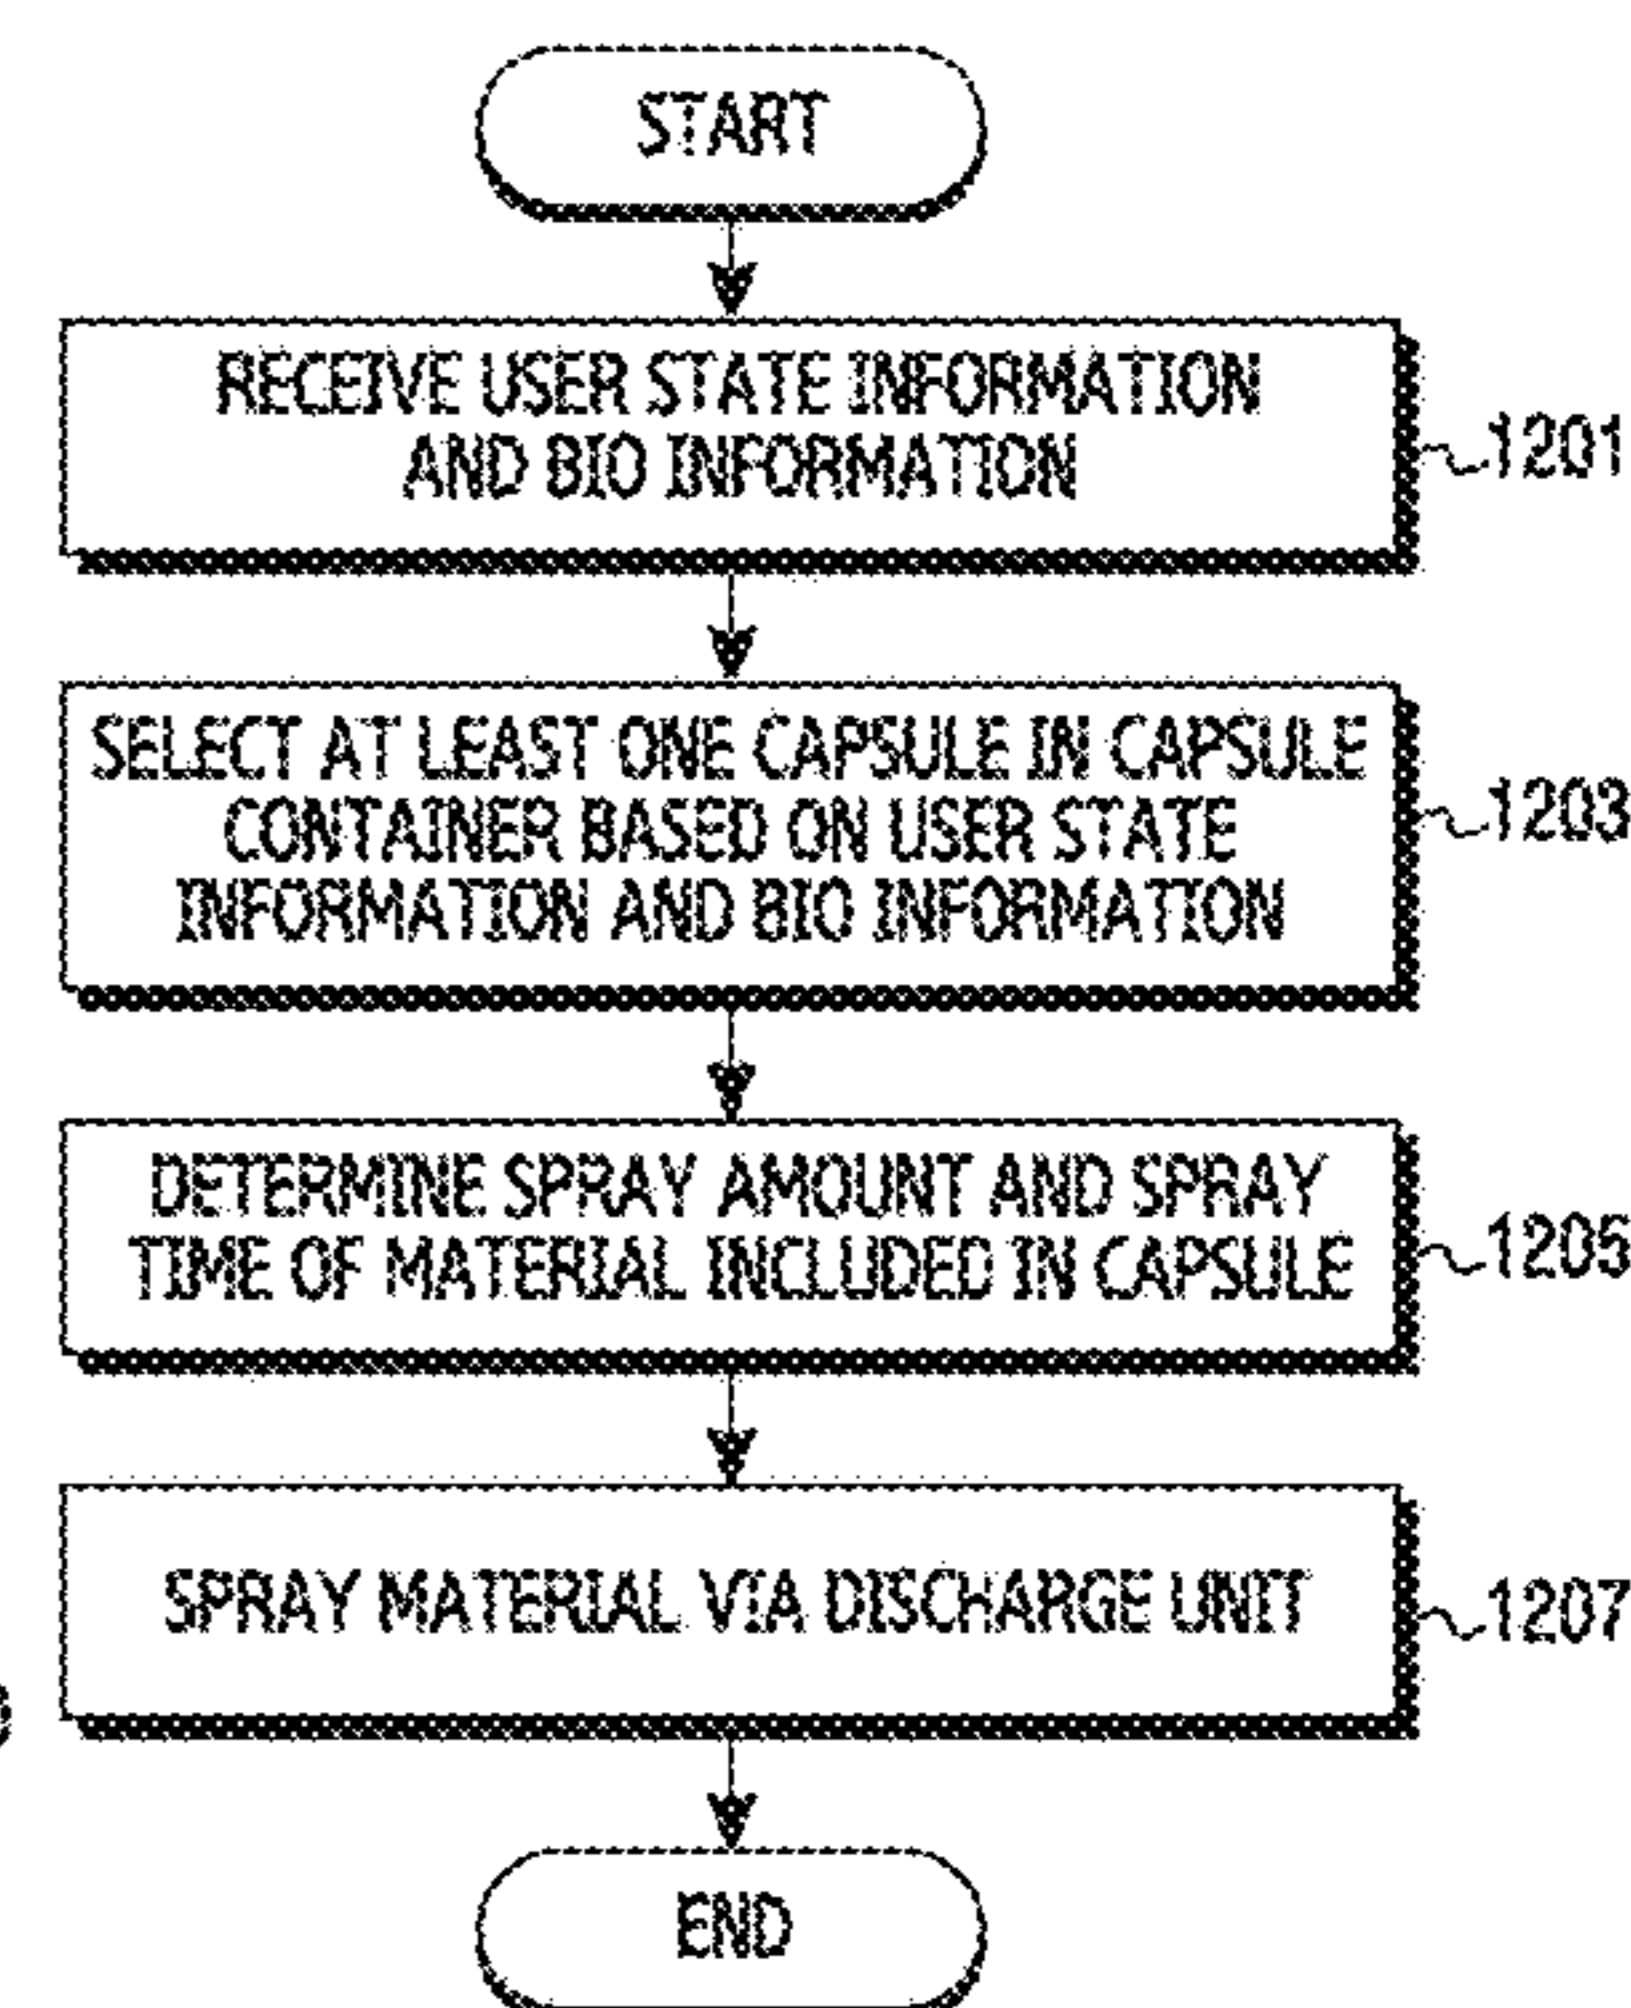 START
RECEIVE USER STATE INFORMATION
AND BIO INFORMATION
1201
SELECT AT LEAST ONE CAPSULE IN CAPSULE
CONTAINER BASED ON USER STATE
INFORMATION AND BIO INFORMATION
1203
DETERMINE SPRAY AMOUNT AND SPRAY
TIME OF MATERIAL INCLUDED IN CAPSULE
1205
SPRAY MATERIAL VIA DISCHARGE UNIT
1207
END